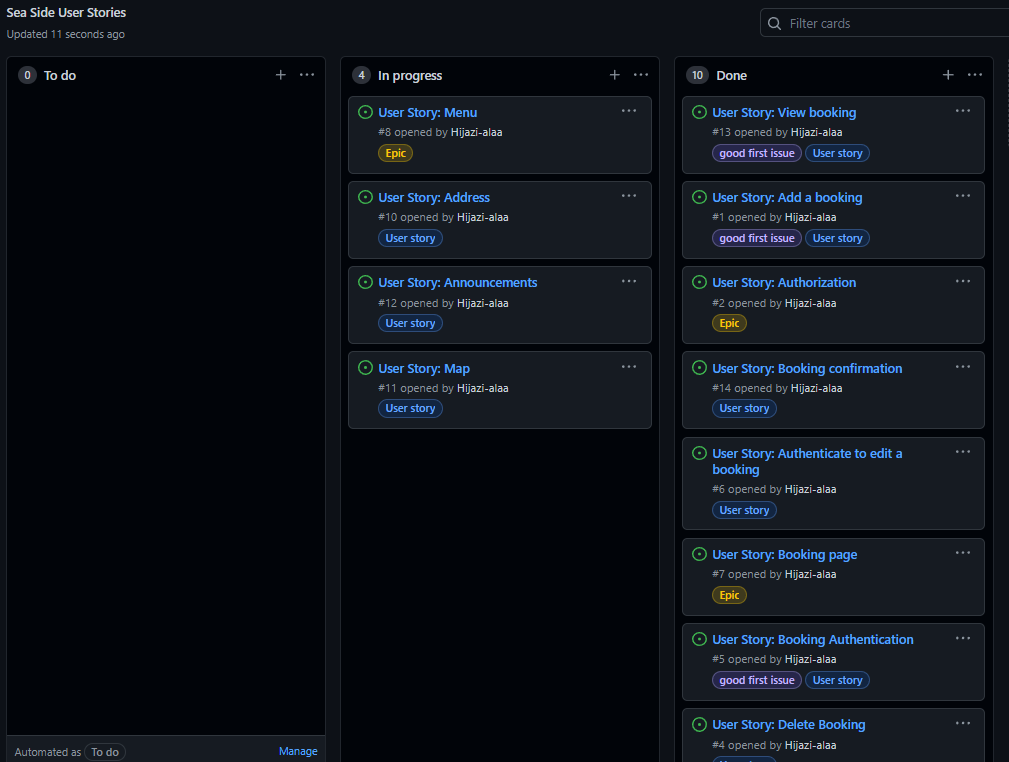 Sea Side User Stories
Updated 11 seconds ago
Filter cards
0 To do
Automated as To do Manage
4 In progress
User Story: Menu
#8 opened by Hijazi-alaa
Epic
User Story: Address
#10 opened by Hijazi-alaa
User story
User Story: Announcements
#12 opened by Hijazi-alaa
User story
User Story: Map
#11 opened by Hijazi-alaa
User story
10 Done
User Story: View booking
#13 opened by Hijazi-alaa
good first issue User story
User Story: Add a booking
#1 opened by Hijazi-alaa
good first issue User story
User Story: Authorization
#2 opened by Hijazi-alaa
Epic
User Story: Booking confirmation
#14 opened by Hijazi-alaa
User story
User Story: Authenticate to edit a
booking
#6 opened by Hijazi-alaa
User story
User Story: Booking page
#7 opened by Hijazi-alaa
Epic
User Story: Booking Authentication
#5 opened by Hijazi-alaa
good first issue User story
User Story: Delete Booking
#4 opened by Hijazi-alaa